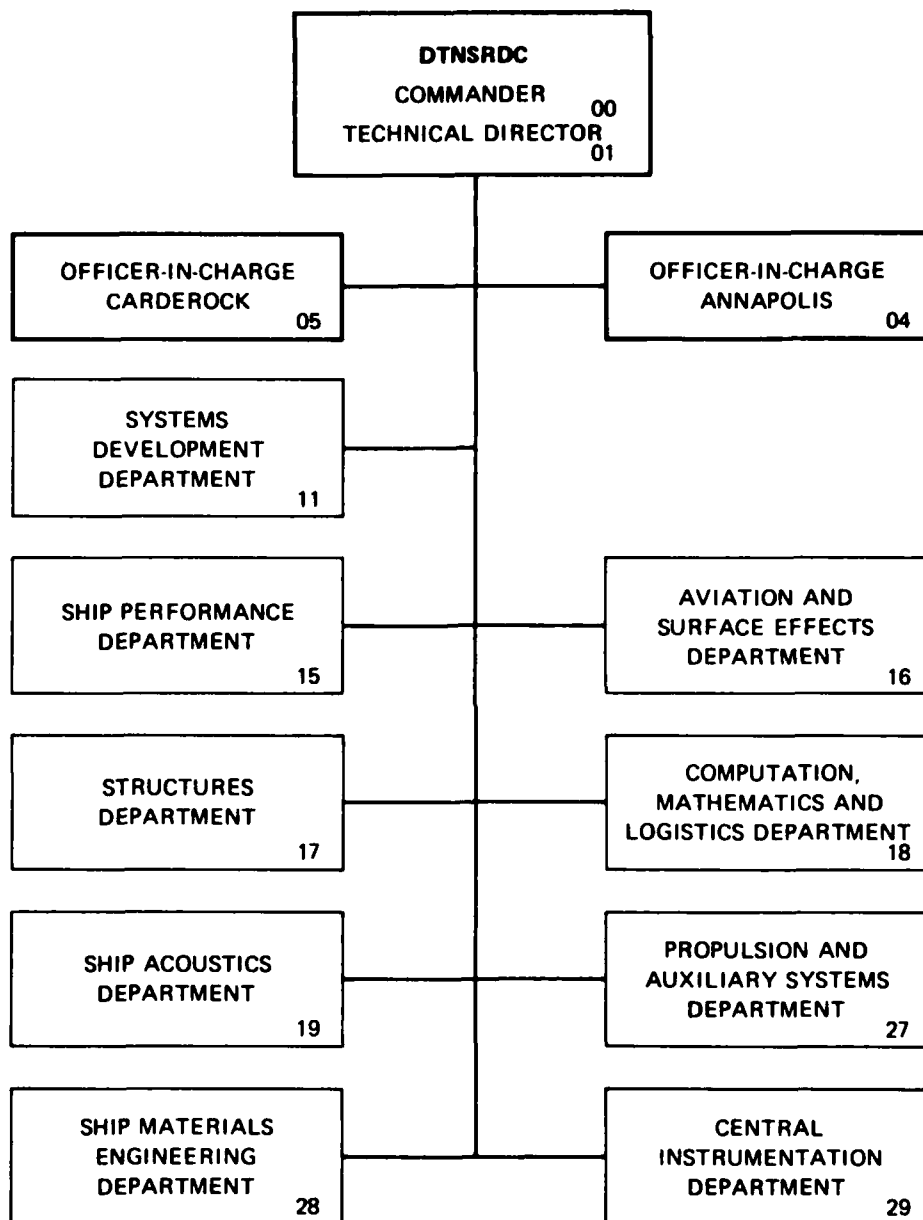 DTNSRDC
COMMANDER
00
TECHNICAL DIRECTOR
01
OFFICER-IN-CHARGE
CARDEROCK
05
OFFICER-IN-CHARGE
ANNAPOLIS
04
SYSTEMS
DEVELOPMENT
DEPARTMENT
11
SHIP PERFORMANCE
DEPARTMENT
15
AVIATION AND
SURFACE EFFECTS
DEPARTMENT
16
STRUCTURES
DEPARTMENT
17
COMPUTATION,
MATHEMATICS AND
LOGISTICS DEPARTMENT
18
SHIP ACOUSTICS
DEPARTMENT
19
PROPULSION AND
AUXILIARY SYSTEMS
DEPARTMENT
27
SHIP MATERIALS
ENGINEERING
DEPARTMENT
28
CENTRAL
INSTRUMENTATION
DEPARTMENT
29